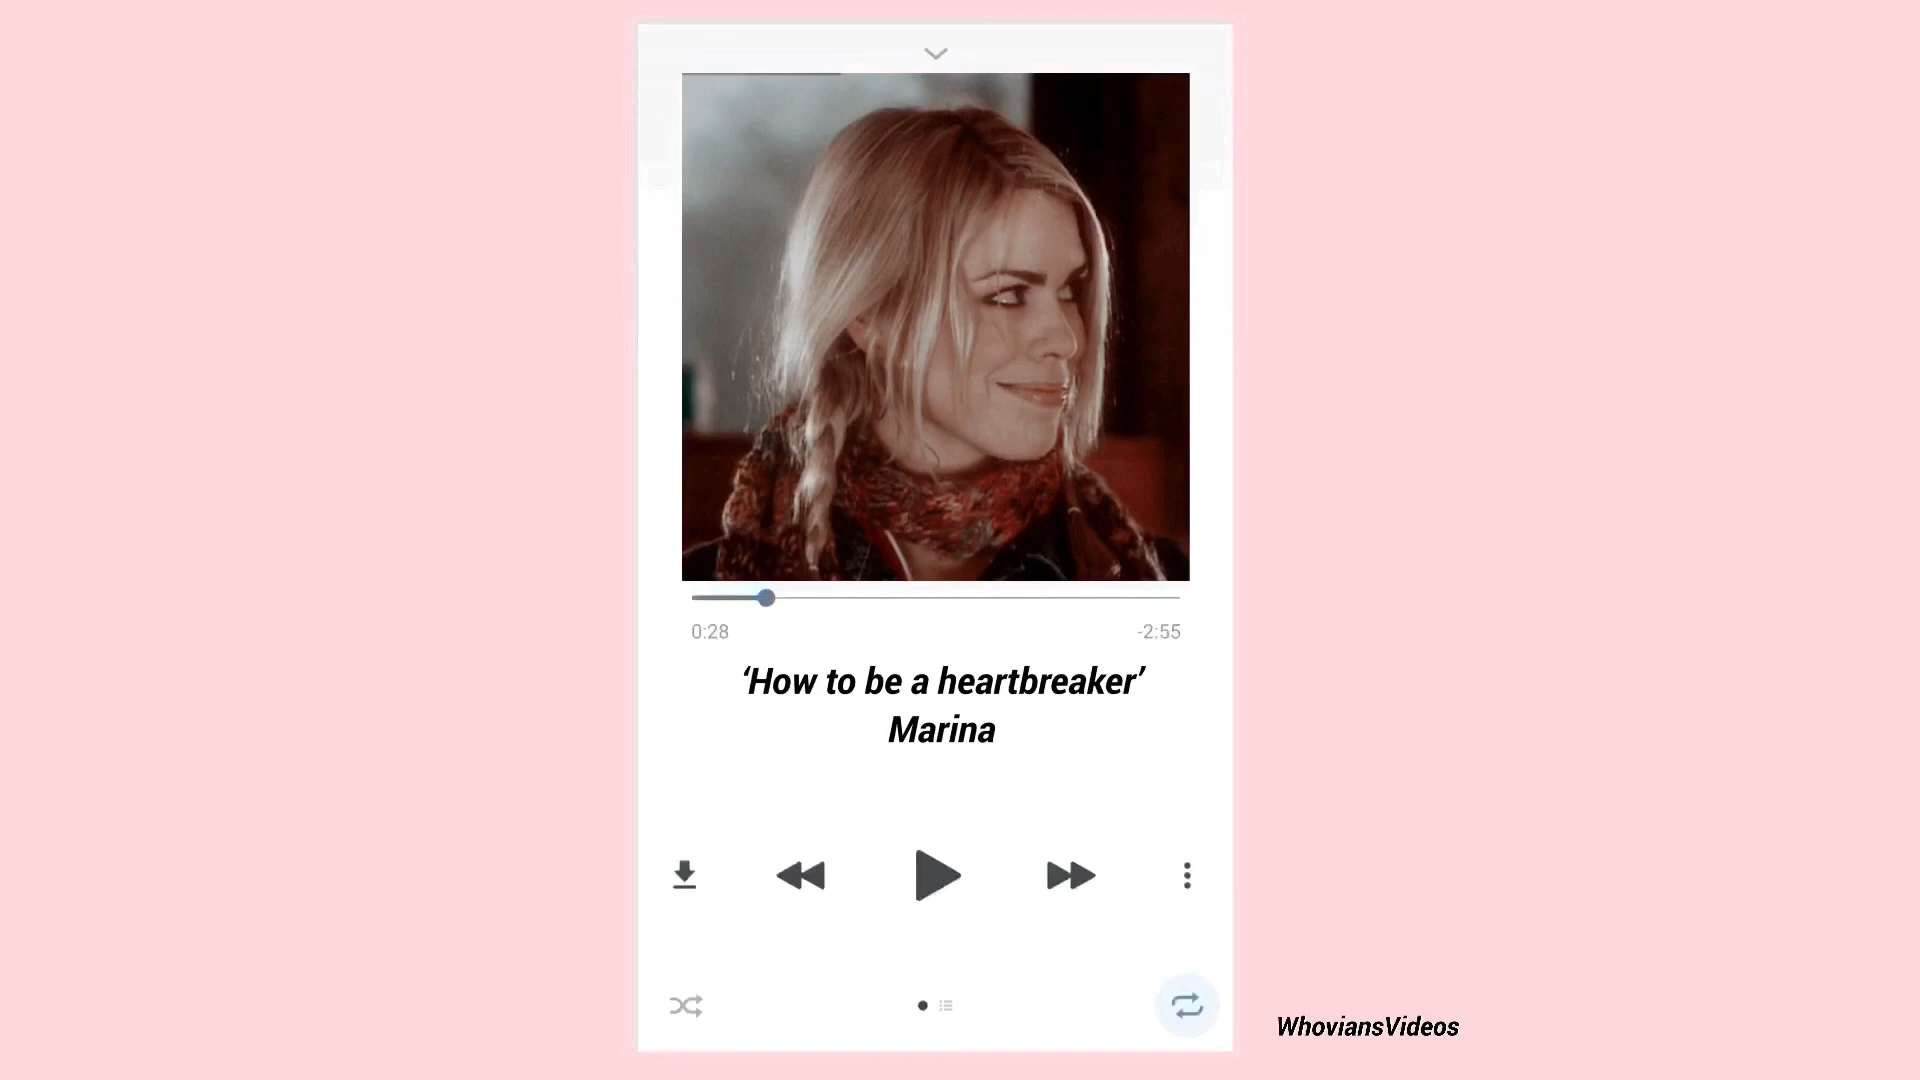 0:28 -2:55
‘How to be a heartbreaker’
Marina
WhoviansVideos